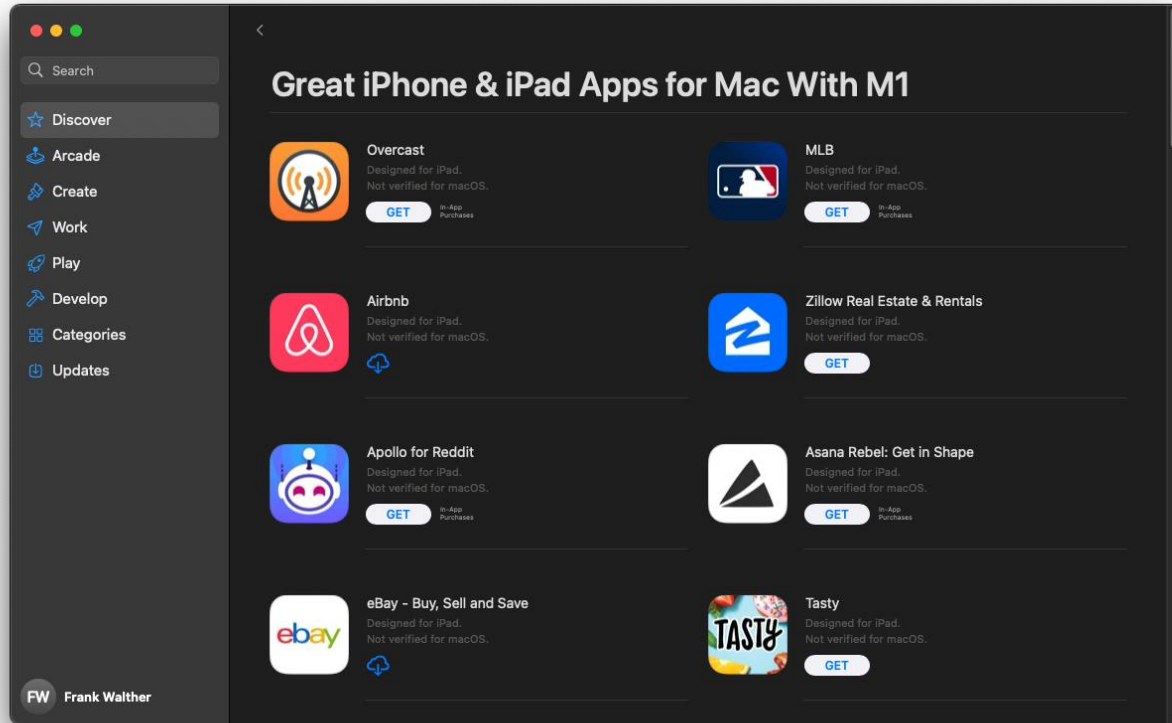 Search
Discover
Arcade
Create
Work
Play
Develop
Categories
Updates
FW Frank Walther
Great iPhone & iPad Apps for Mac With M1
Overcast
Designed for iPad.
Not verified for macOS.
GET
In-App
Purchases
MLB
Designed for iPad.
Not verified for macOS.
GET
In-App
Purchases
Airbnb
Designed for iPad.
Not verified for macOS.
Zillow Real Estate & Rentals
Designed for iPad.
Not verified for macOS.
GET
Apollo for Reddit
Designed for iPad.
Not verified for macOS.
GET
In-App
Purchases
Asana Rebel: Get in Shape
Designed for iPad.
Not verified for macOS.
GET
In-App
Purchases
ebay
eBay - Buy, Sell and Save
Designed for iPad.
Not verified for macOS.
TASTY
Tasty
Designed for iPad.
Not verified for macOS.
GET